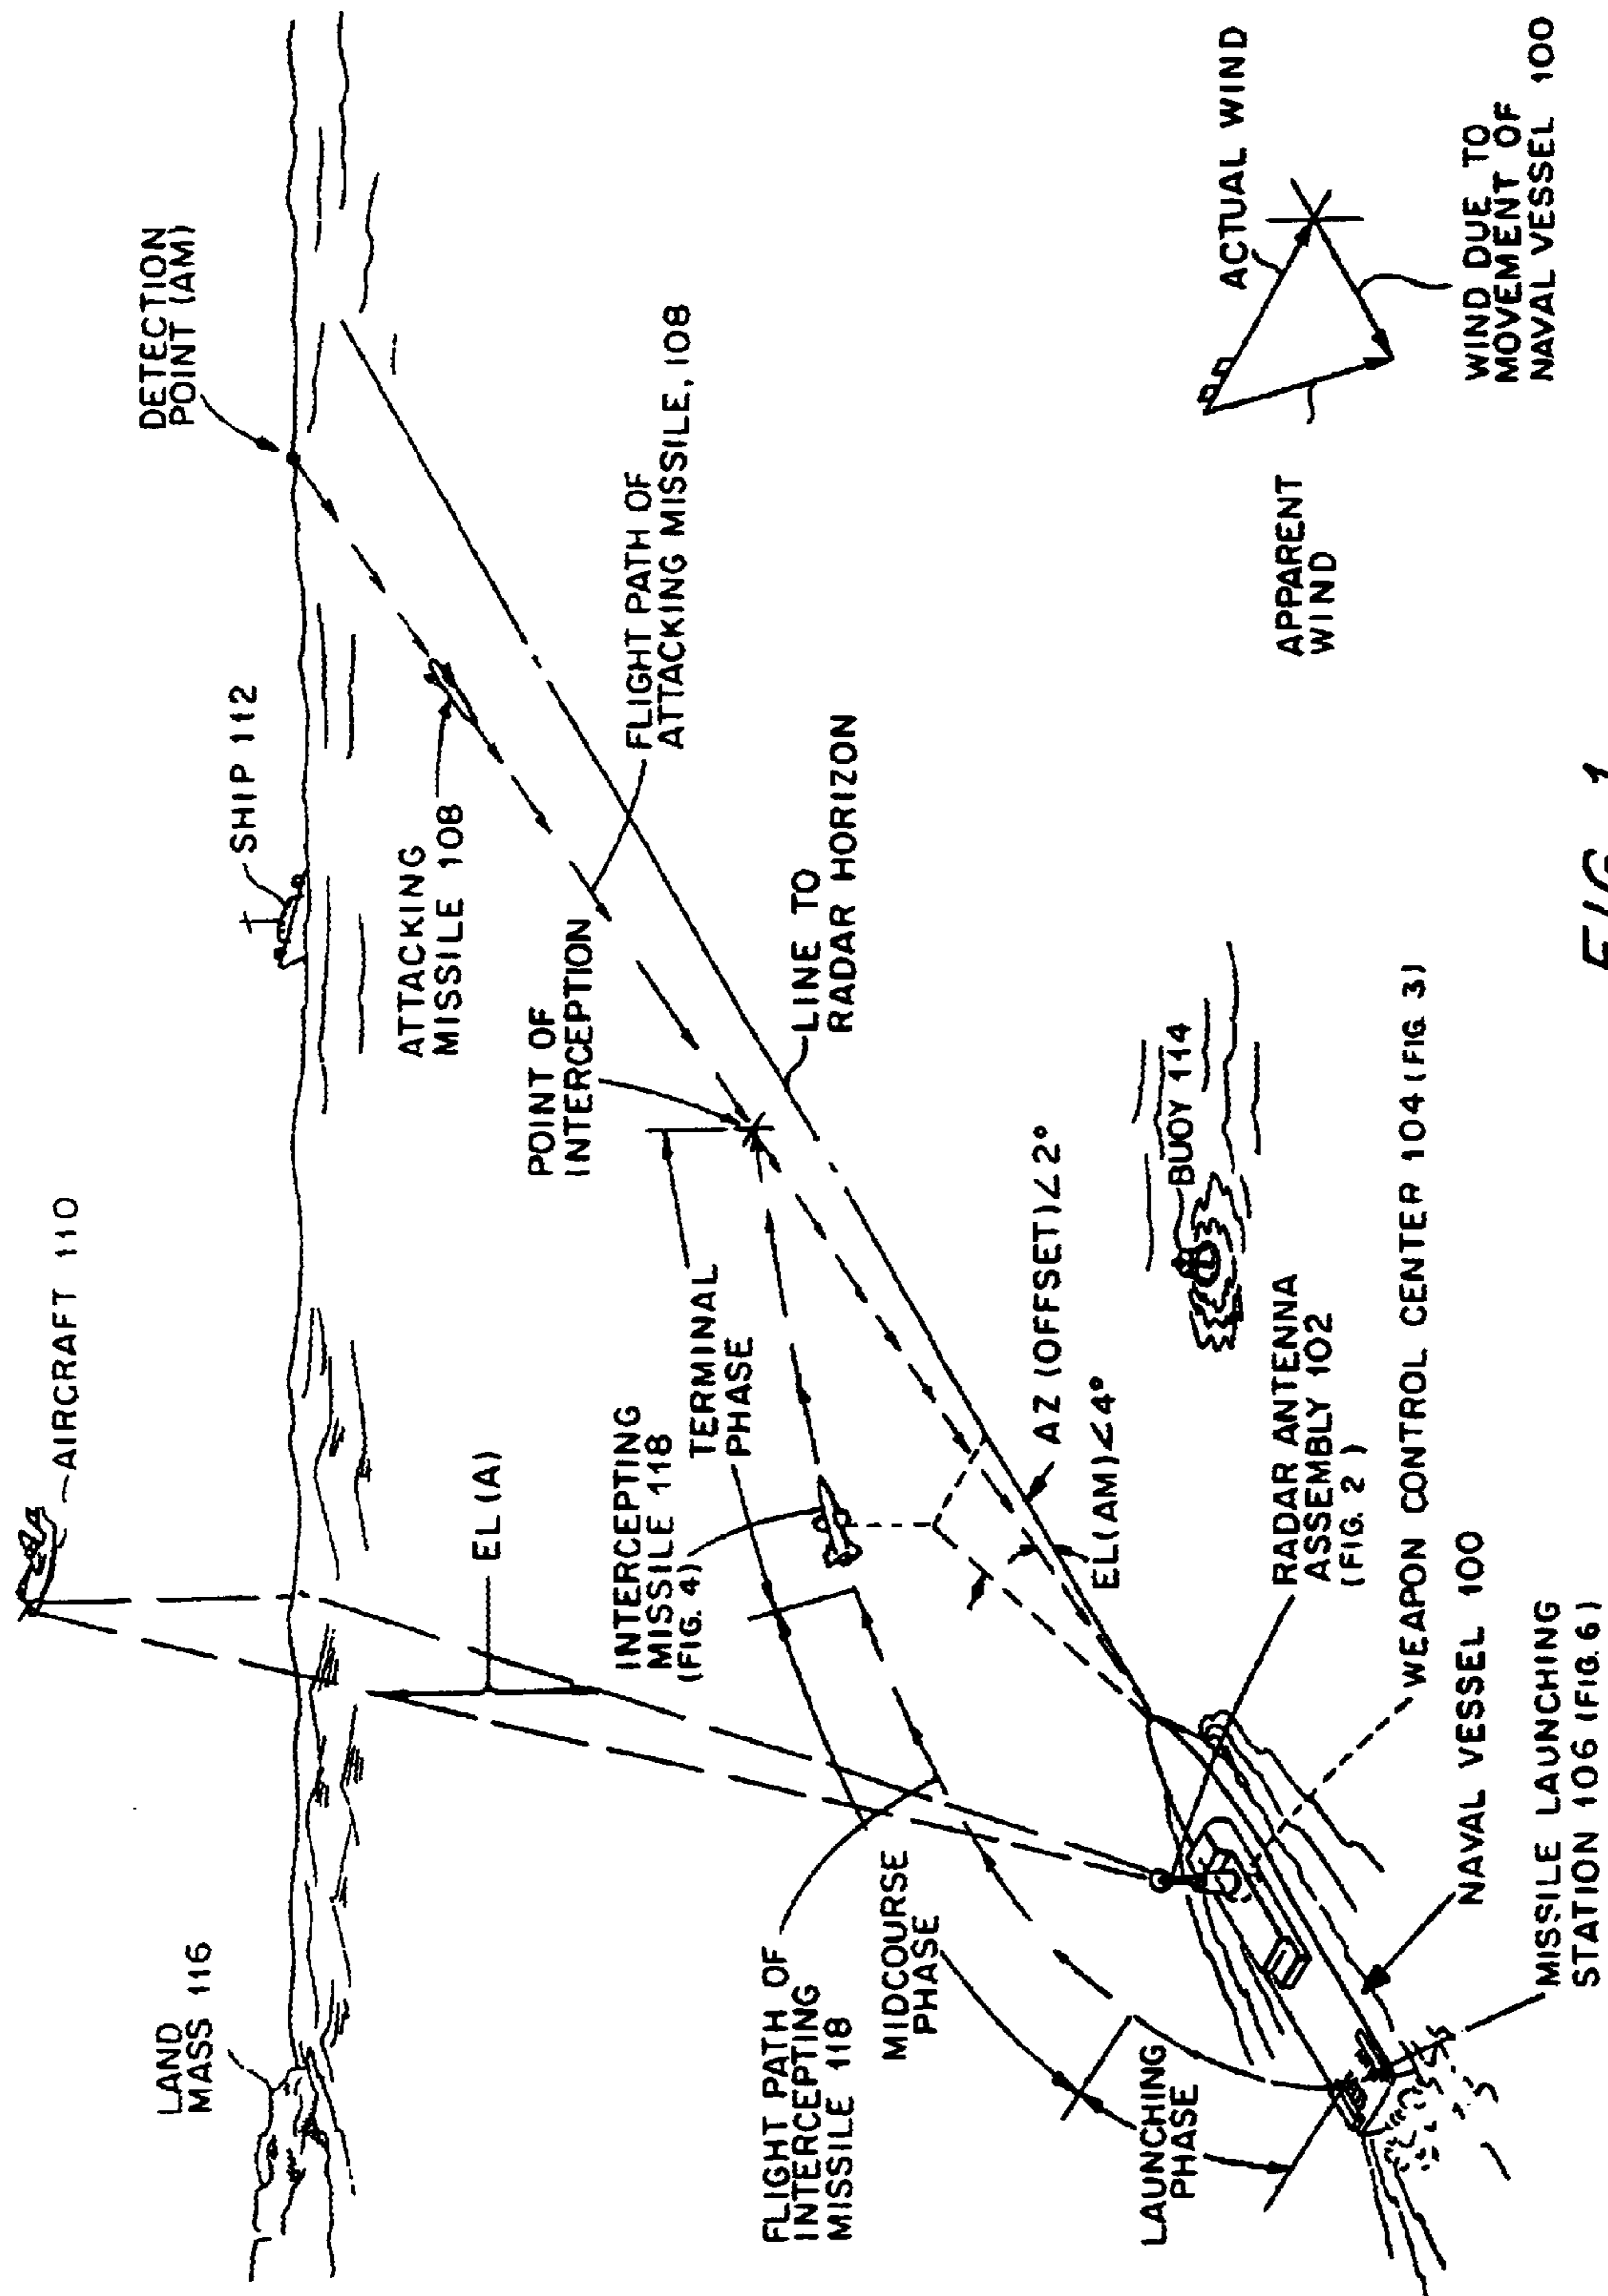 AIRCRAFT 110
LAND
MASS 116
SHIP 112
DETECTION
POINT (AM)
EL (A)
ATTACKING
MISSILE 108
FLIGHT PATH OF
ATTACKING MISSILE, 108
POINT OF
INTERCEPTION
INTERCEPTING
MISSILE 118
(FIG. 4)
TERMINAL
PHASE
LINE TO
RADAR HORIZON
FLIGHT PATH OF
INTERCEPTING
MISSILE 118
MIDCOURSE
PHASE
LAUNCHING
PHASE
AZ (OFFSET)∠2°
EL(AM)∠4°
BUOY 114
RADAR ANTENNA
ASSEMBLY 102
(FIG. 2 )
WEAPON CONTROL CENTER 104 (FIG 3)
NAVAL VESSEL 100
MISSILE LAUNCHING
STATION 106 (FIG. 6)
ACTUAL WIND
APPARENT
WIND
WIND DUE TO
MOVEMENT OF
NAVAL VESSEL 100
FIG. 1